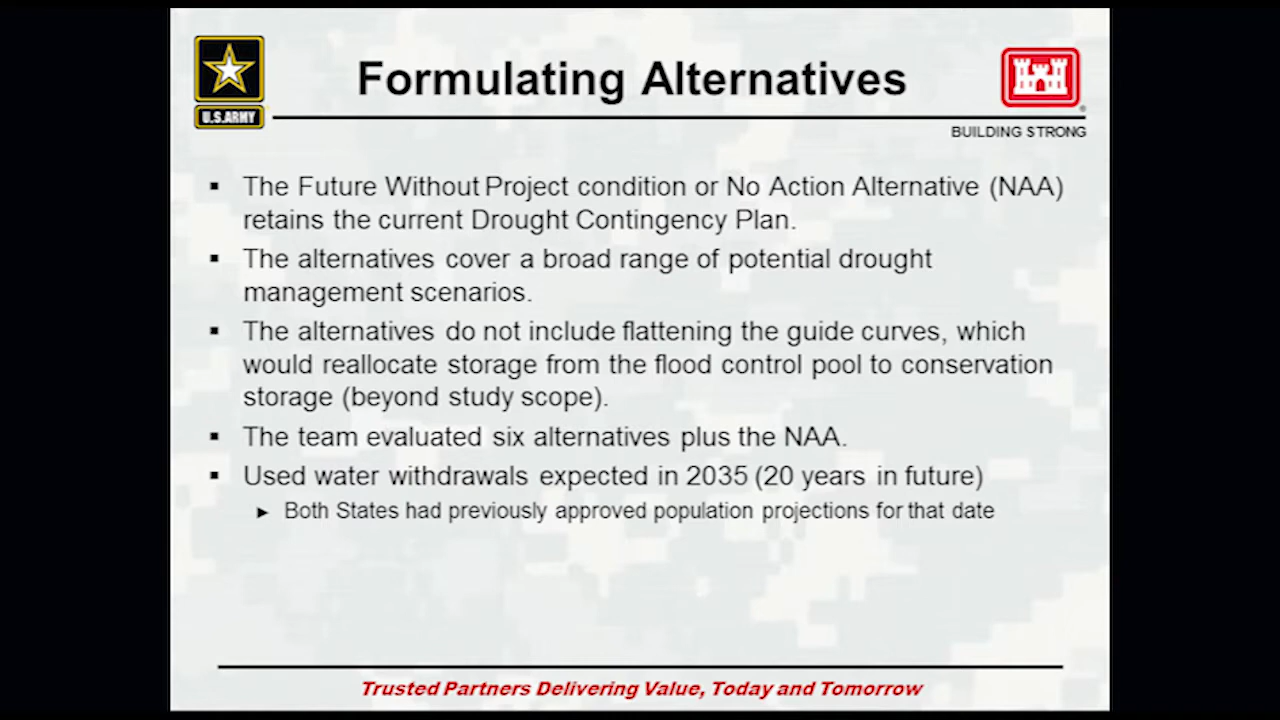 Formulating Alternatives
U.S.ARMY
®
BUILDING STRONG
▪ The Future Without Project condition or No Action Alternative (NAA)
retains the current Drought Contingency Plan.
▪ The alternatives cover a broad range of potential drought
management scenarios.
▪ The alternatives do not include flattening the guide curves, which
would reallocate storage from the flood control pool to conservation
storage (beyond study scope).
▪ The team evaluated six alternatives plus the NAA.
▪ Used water withdrawals expected in 2035 (20 years in future)
► Both States had previously approved population projections for that date
Trusted Partners Delivering Value, Today and Tomorrow